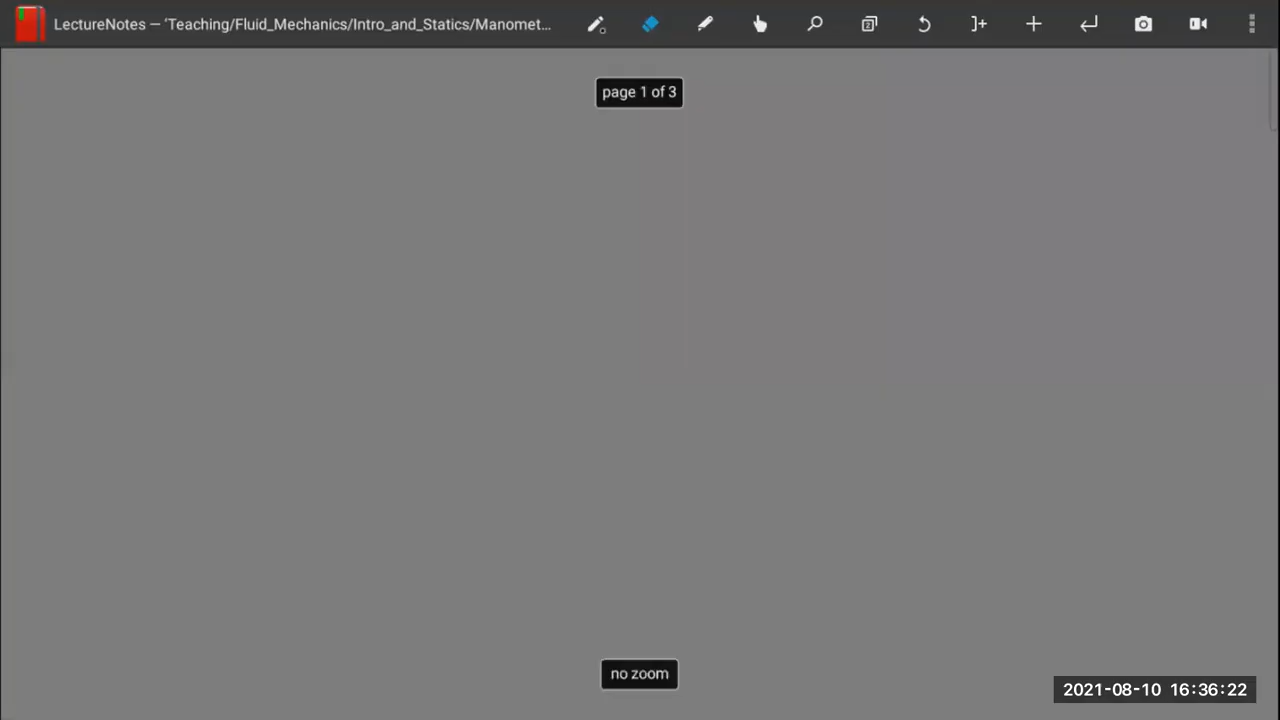 LectureNotes — 'Teaching/Fluid_Mechanics/Intro_and_Statics/Manomet...
page 1 of 3
no zoom
2021-08-10 16:36:22